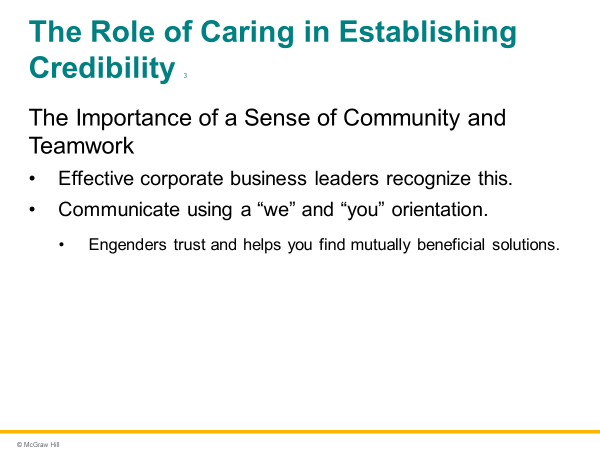 The Role of Caring in Establishing
Credibility 3
The Importance of a Sense of Community and
Teamwork
• Effective corporate business leaders recognize this.
• Communicate using a “we” and “you” orientation.
• Engenders trust and helps you find mutually beneficial solutions.
© McGraw Hill